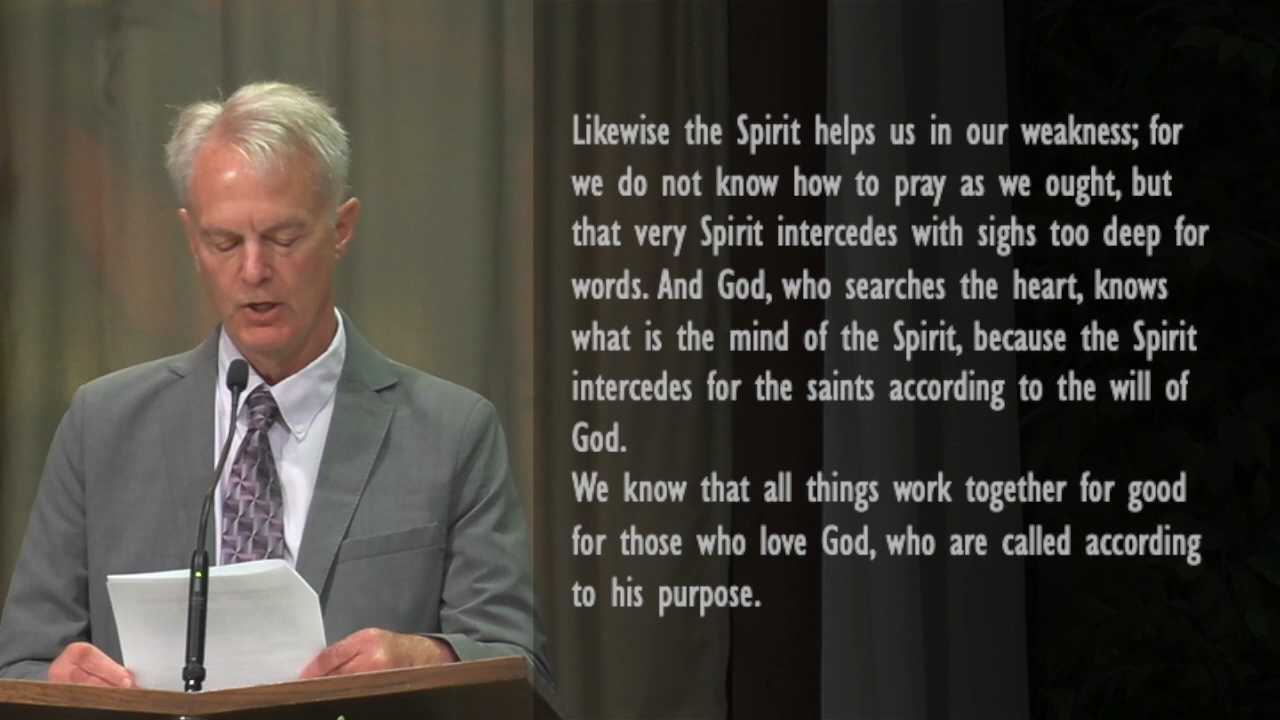 Likewise the Spirit helps us in our weakness; for
we do not know how to pray as we ought, but
that very Spirit intercedes with sighs too deep for
words. And God, who searches the heart, knows
what is the mind of the Spirit, because the Spirit
intercedes for the saints according to the will of
God.
We know that all things work together for good
for those who love God, who are called according
to his purpose.